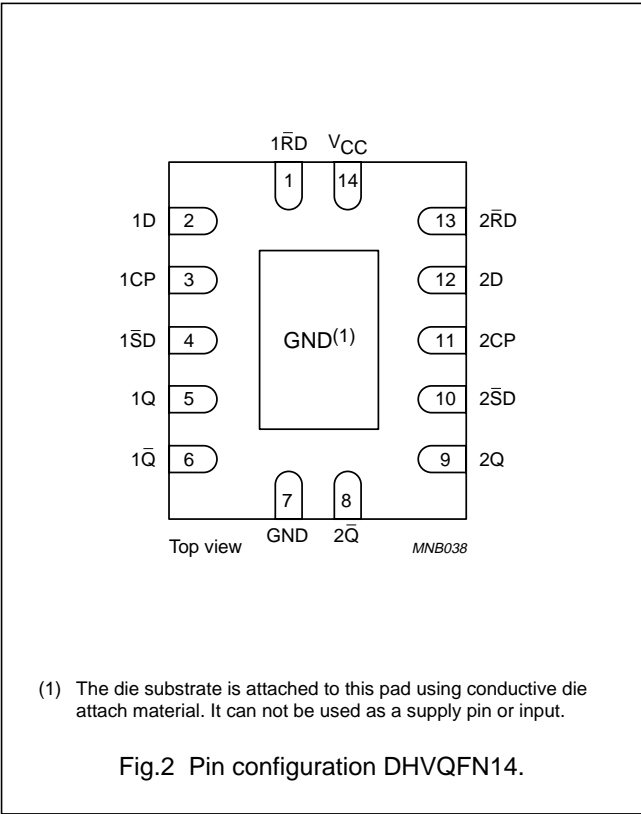 1R̅D VCC
1 14
1D 2 13 2R̅D
1CP 3 12 2D
1S̅D 4 GND(1) 11 2CP
1Q 5 10 2S̅D
1Q̅ 6 9 2Q
7 8
Top view GND 2Q̅ MNB038
(1) The die substrate is attached to this pad using conductive die
attach material. It can not be used as a supply pin or input.
Fig.2 Pin configuration DHVQFN14.